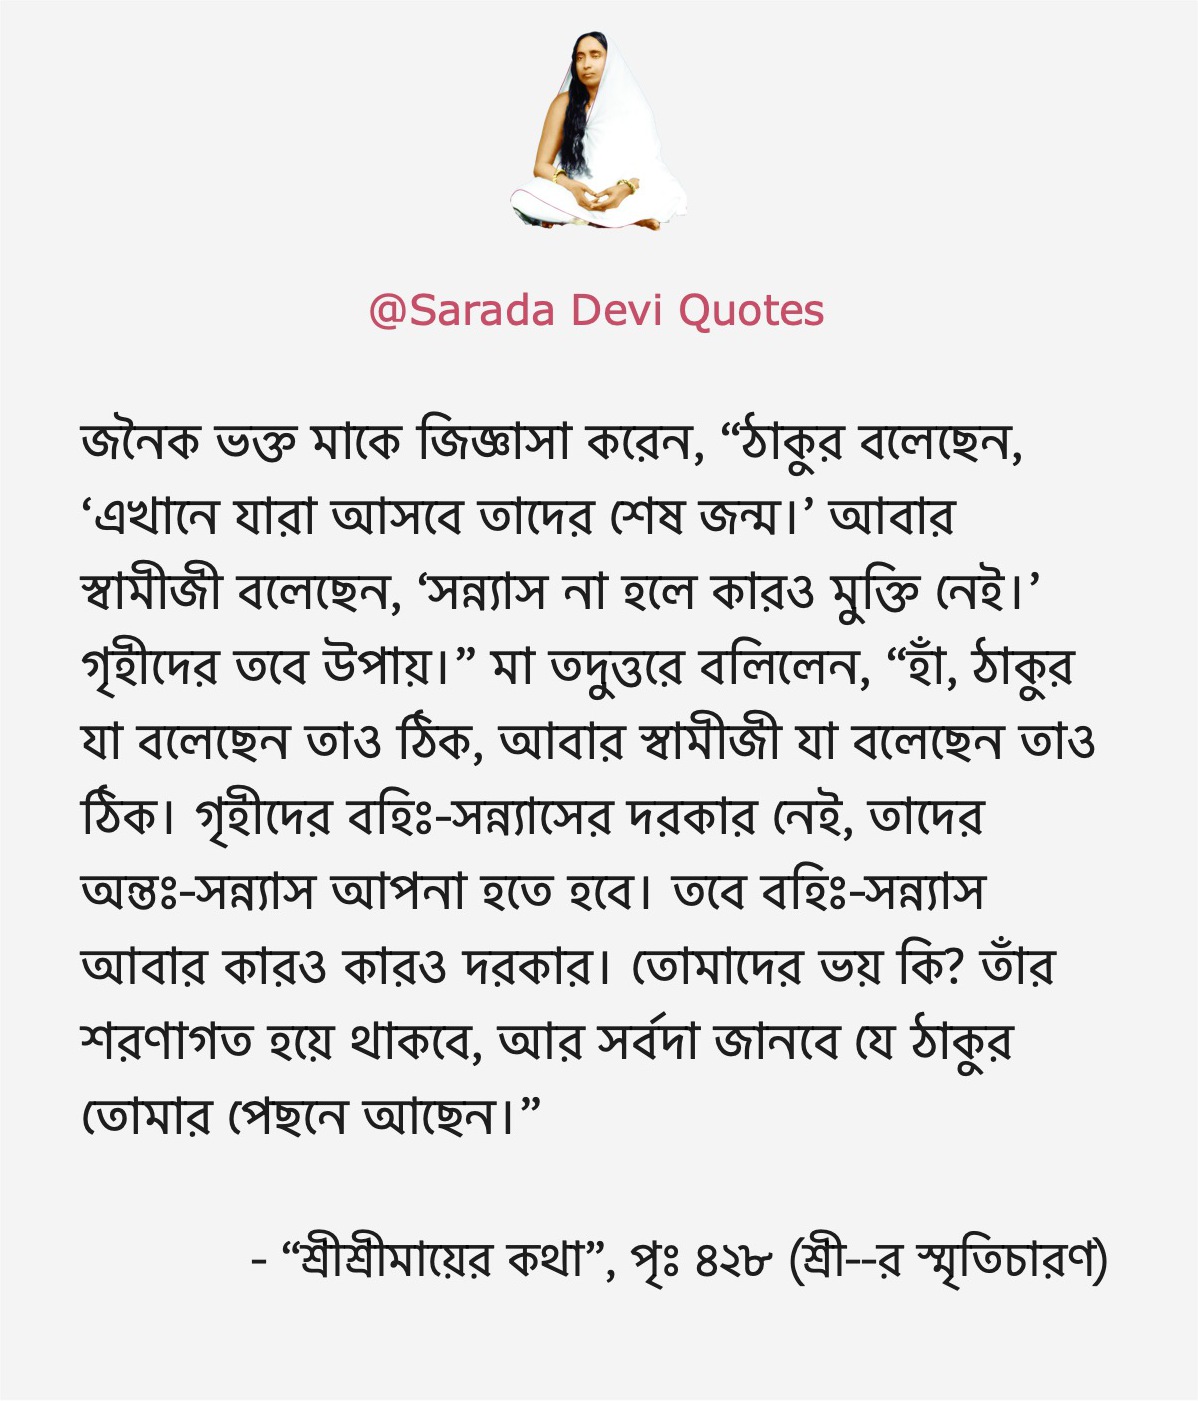 @Sarada Devi Quotes
জনৈক ভক্ত মাকে জিজ্ঞাসা করেন, “ঠাকুর বলেছেন,
‘এখানে যারা আসবে তাদের শেষ জন্ম।’ আবার
স্বামীজী বলেছেন, ‘সন্ন্যাস না হলে কারও মুক্তি নেই।’
গৃহীদের তবে উপায়।” মা তদুত্তরে বলিলেন, “হাঁ, ঠাকুর
যা বলেছেন তাও ঠিক, আবার স্বামীজী যা বলেছেন তাও
ঠিক। গৃহীদের বহিঃ-সন্ন্যাসের দরকার নেই, তাদের
অন্তঃ-সন্ন্যাস আপনা হতে হবে। তবে বহিঃ-সন্ন্যাস
আবার কারও কারও দরকার। তোমাদের ভয় কি? তাঁর
শরণাগত হয়ে থাকবে, আর সর্বদা জানবে যে ঠাকুর
তোমার পেছনে আছেন।”
- “শ্রীশ্রীমায়ের কথা”, পৃঃ ৪২৮ (শ্রী--র স্মৃতিচারণ)